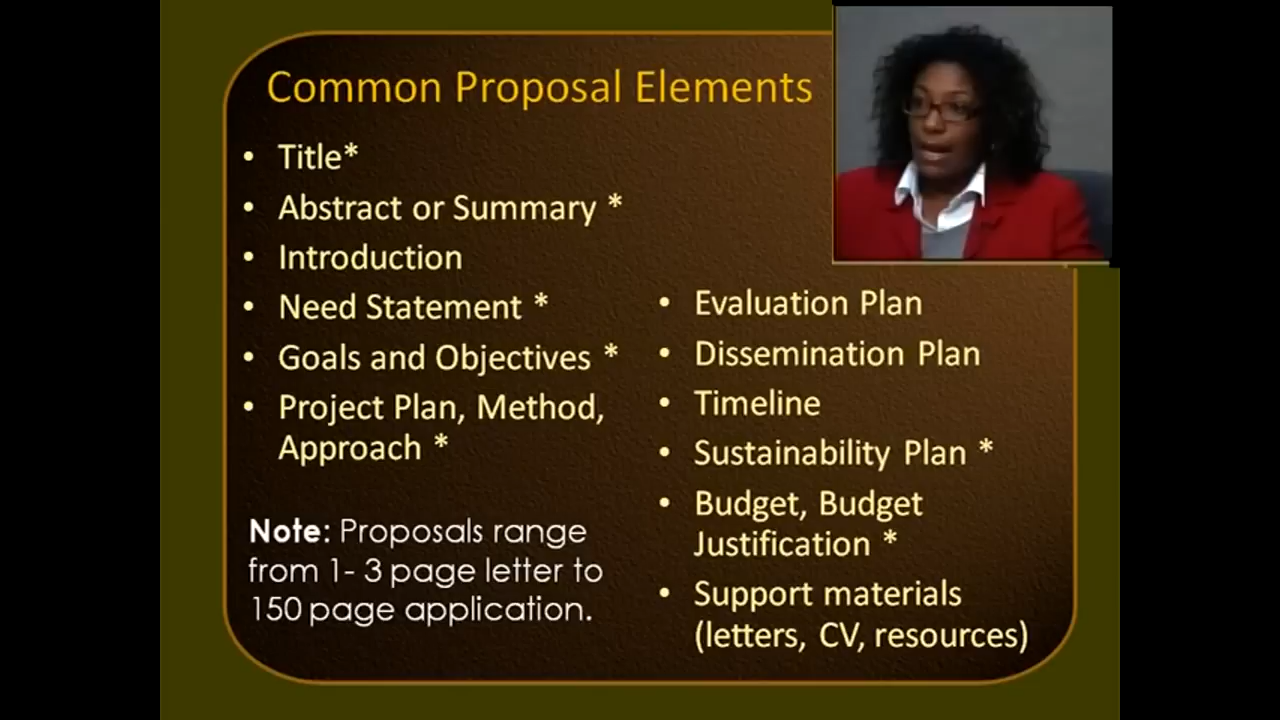 Common Proposal Elements
• Title*
• Abstract or Summary *
• Introduction
• Need Statement *
• Goals and Objectives *
• Project Plan, Method,
Approach *
Note: Proposals range
from 1- 3 page letter to
150 page application.
• Evaluation Plan
• Dissemination Plan
• Timeline
• Sustainability Plan *
• Budget, Budget
Justification *
• Support materials
(letters, CV, resources)